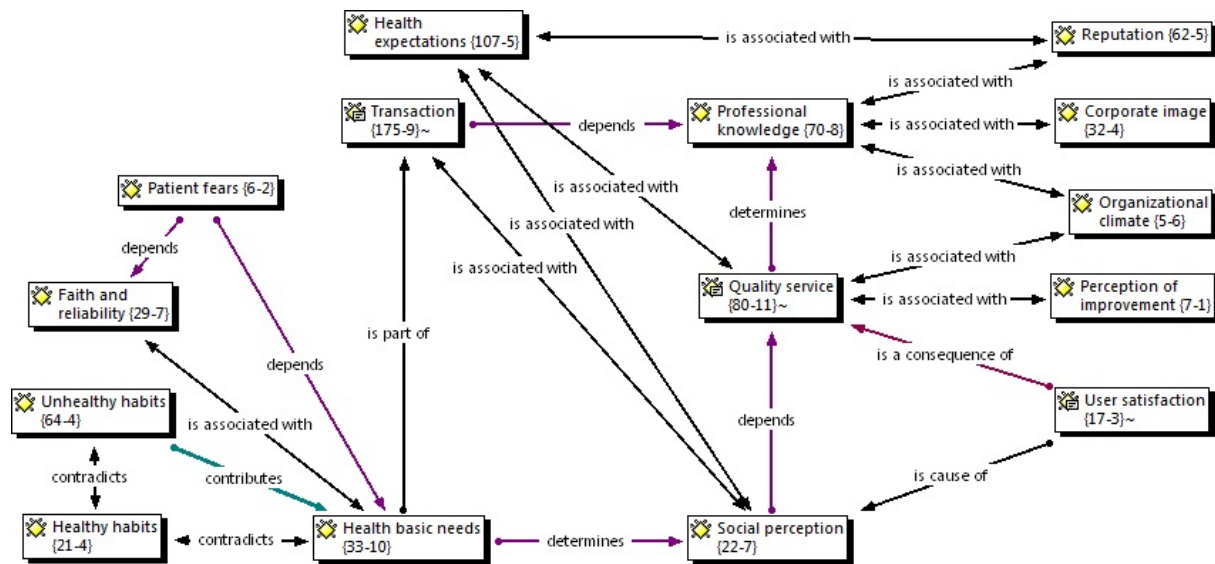 Health
expectations {107-5}
is associated with
Reputation {62-5}
is associated with
Transaction
{175-9}~
depends
Professional
knowledge {70-8}
is associated with
Corporate image
{32-4}
is associated with
Patient fears {6-2}
is associated with
determines
Organizational
climate {5-6}
is associated with
depends
is associated with
is associated with
Faith and
reliability {29-7}
Quality service
{80-11}~
is associated with
Perception of
improvement {7-1}
is part of
depends
is a consequence of
Unhealthy habits
{64-4}
is associated with
depends
User satisfaction
{17-3}~
contradicts
contributes
is cause of
Healthy habits
{21-4}
contradicts
Health basic needs
{33-10}
determines
Social perception
{22-7}